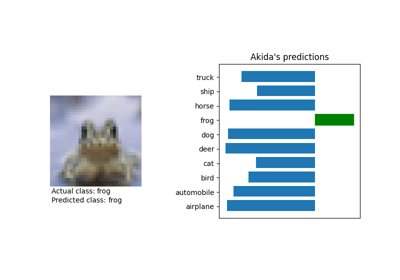 Akida's predictions
truck
ship
horse
frog
dog
deer
cat
bird
automobile
airplane
Actual class: frog
Predicted class: frog